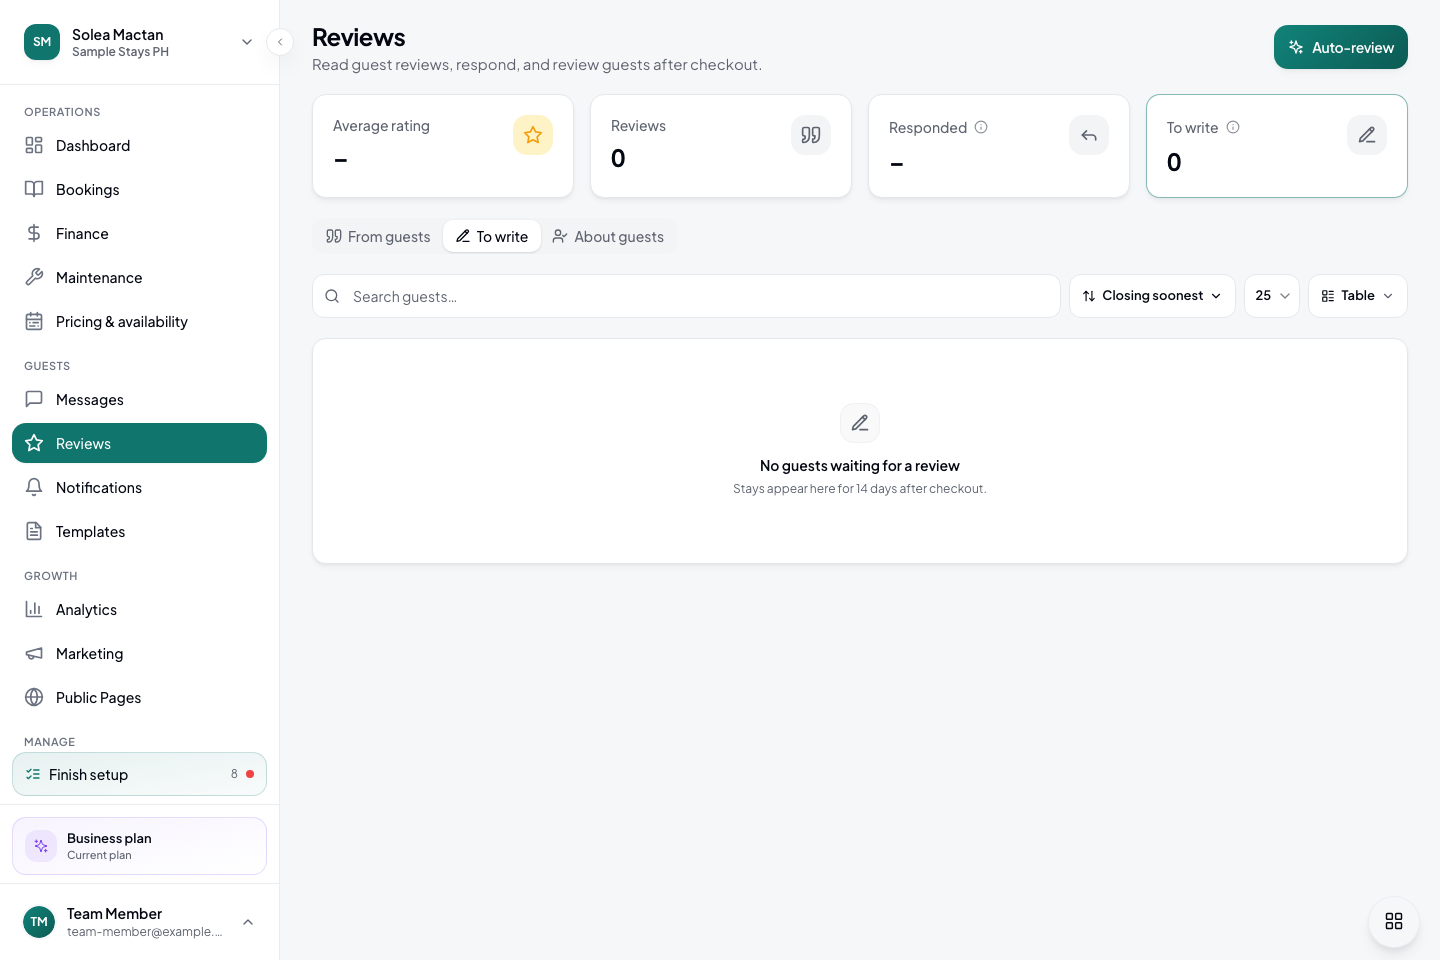 SM
Solea Mactan
Sample Stays PH
OPERATIONS
Dashboard
Bookings
Finance
Maintenance
Pricing & availability
GUESTS
Messages
Reviews
Notifications
Templates
GROWTH
Analytics
Marketing
Public Pages
MANAGE
Finish setup 8
Business plan
Current plan
TM
Team Member
team-member@example....
Reviews
Read guest reviews, respond, and review guests after checkout.
Auto-review
Average rating
–
Reviews
0
Responded
–
To write
0
From guests To write About guests
Search guests... Closing soonest 25 Table
No guests waiting for a review
Stays appear here for 14 days after checkout.